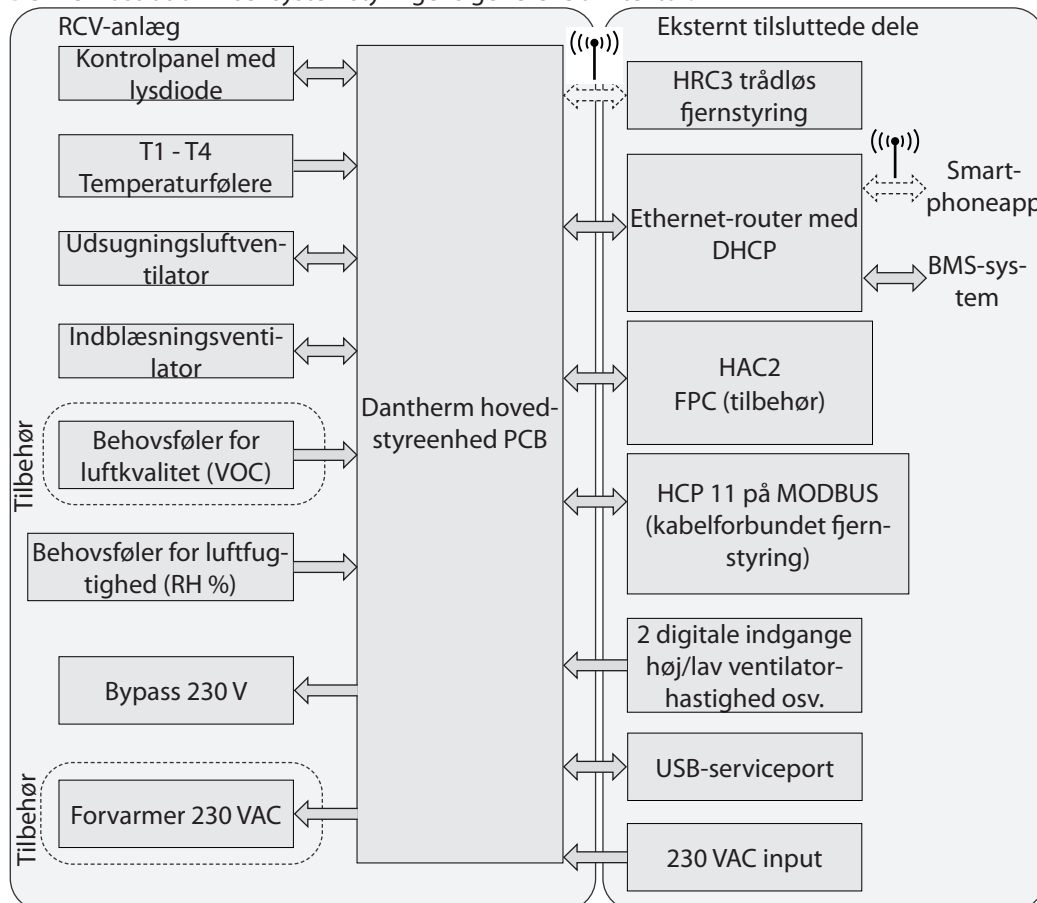 RCV-anlæg
Kontrolpanel med
lysdiode
T1 - T4
Temperaturfølere
Udsugningsluftven-
tilator
Indblæsningsventi-
lator
Tilbehør
Behovsføler for
luftkvalitet (VOC)
Behovsføler for luftfug-
tighed (RH %)
Bypass 230 V
Tilbehør
Forvarmer 230 VAC
Dantherm hoved-
styreenhed PCB
Eksternt tilsluttede dele
HRC3 trådløs
fjernstyring
Ethernet-router med
DHCP
Smart-
phoneapp
BMS-sys-
tem
HAC2
FPC (tilbehør)
HCP 11 på MODBUS
(kabelforbundet fjern-
styring)
2 digitale indgange
høj/lav ventilator-
hastighed osv.
USB-serviceport
230 VAC input